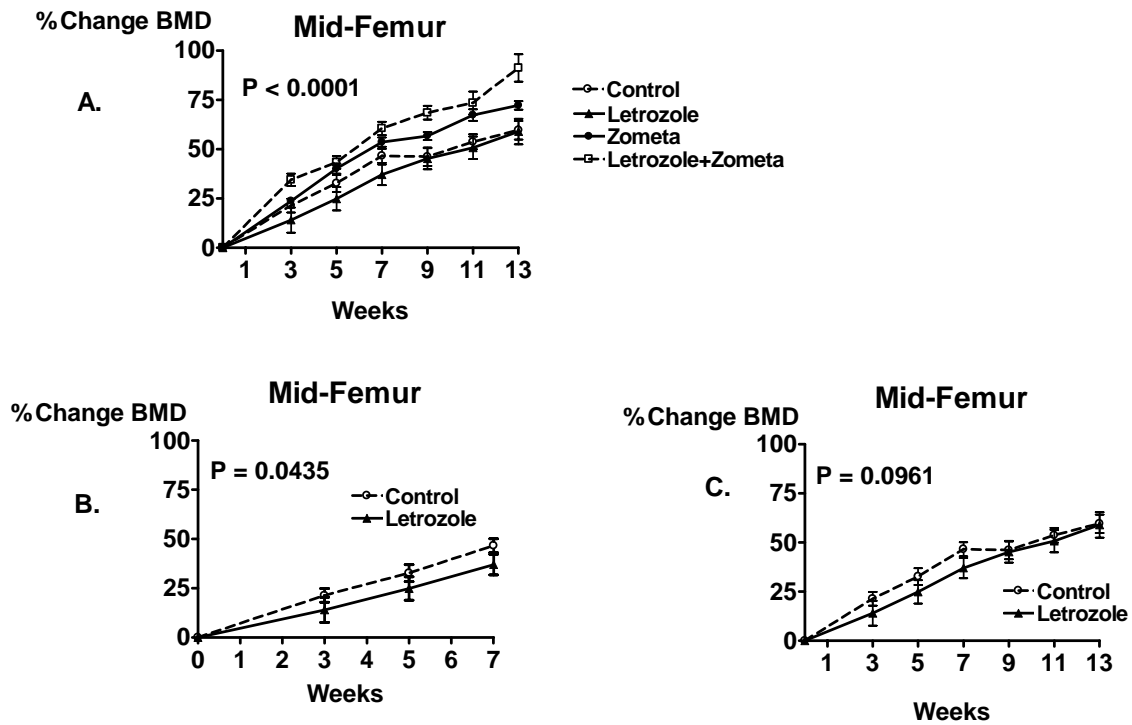 %Change BMD
Mid-Femur
A.
P < 0.0001
100
75
50
25
0
1 3 5 7 9 11 13
Weeks
Control
Letrozole
Zometa
Letrozole+Zometa
Mid-Femur
%Change BMD
B.
P = 0.0435
100
75
50
25
0
0 1 2 3 4 5 6 7
Weeks
Control
Letrozole
Mid-Femur
%Change BMD
C.
P = 0.0961
100
75
50
25
0
1 3 5 7 9 11 13
Weeks
Control
Letrozole